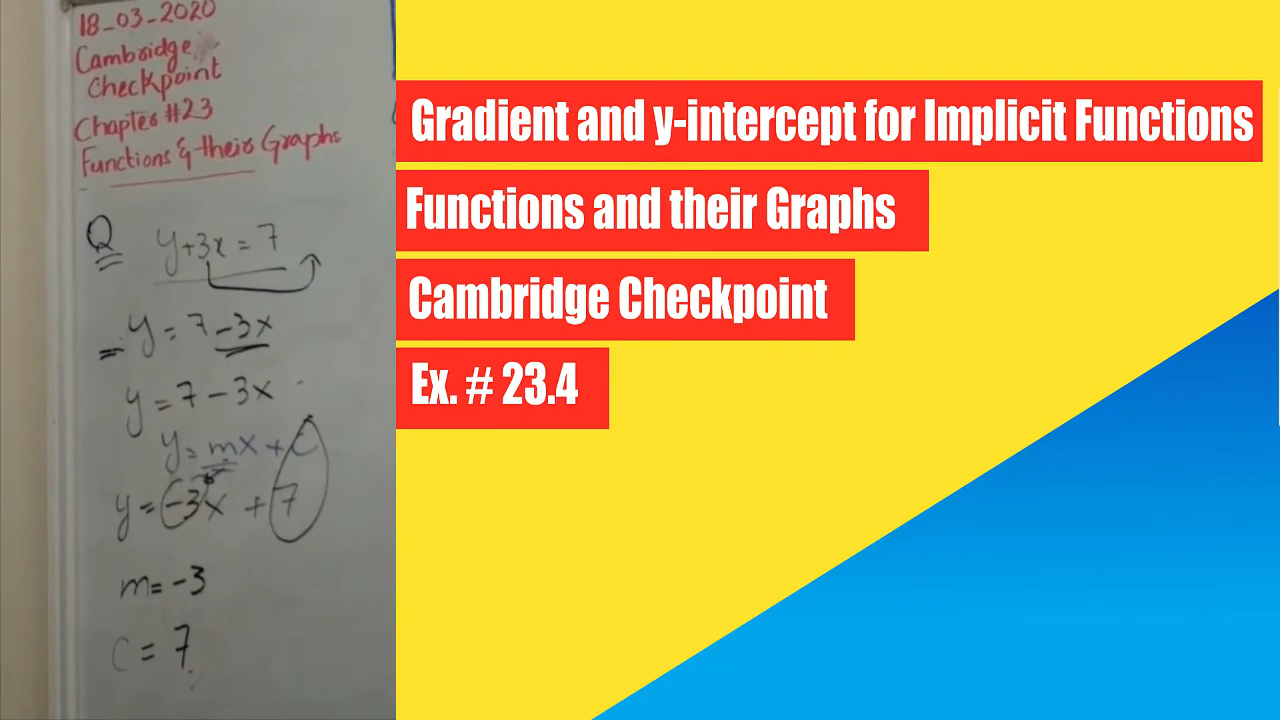 18-03-2020
Cambridge
Checkpoint
Chapter #23
Functions & their Graphs
Q y+3x=7
= y = 7 -3x
y = 7 - 3x
y = mx + c
y = -3x + 7
m = -3
c = 7
Gradient and y-intercept for Implicit Functions
Functions and their Graphs
Cambridge Checkpoint
Ex. # 23.4